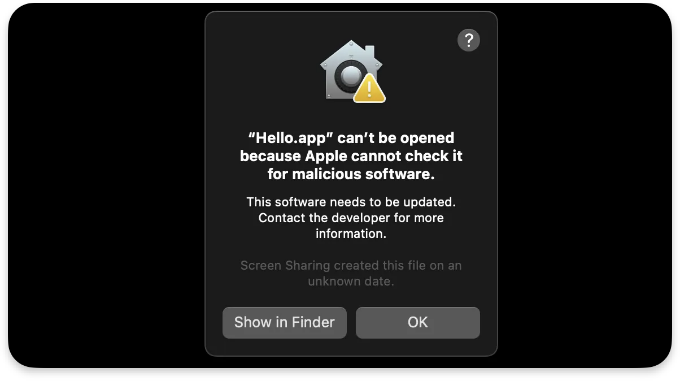 ?
“Hello.app” can’t be opened
because Apple cannot check it
for malicious software.
This software needs to be updated.
Contact the developer for more
information.
Screen Sharing created this file on an
unknown date.
Show in Finder
OK